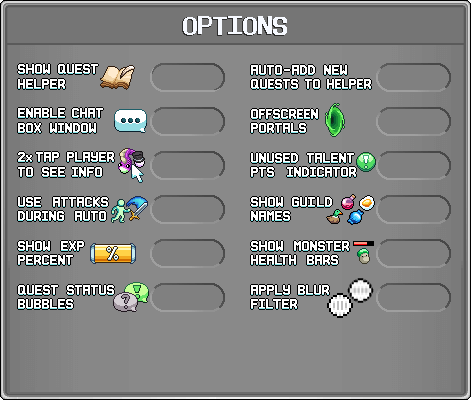 OPTIONS
SHOW QUEST
HELPER
AUTO-ADD NEW
QUESTS TO HELPER
ENABLE CHAT
BOX WINDOW
OFFSCREEN
PORTALS
2x TAP PLAYER
TO SEE INFO
UNUSED TALENT
PTS INDICATOR
USE ATTACKS
DURING AUTO
SHOW GUILD
NAMES
SHOW EXP
PERCENT
%
SHOW MONSTER
HEALTH BARS
QUEST STATUS
BUBBLES
?
!
APPLY BLUR
FILTER